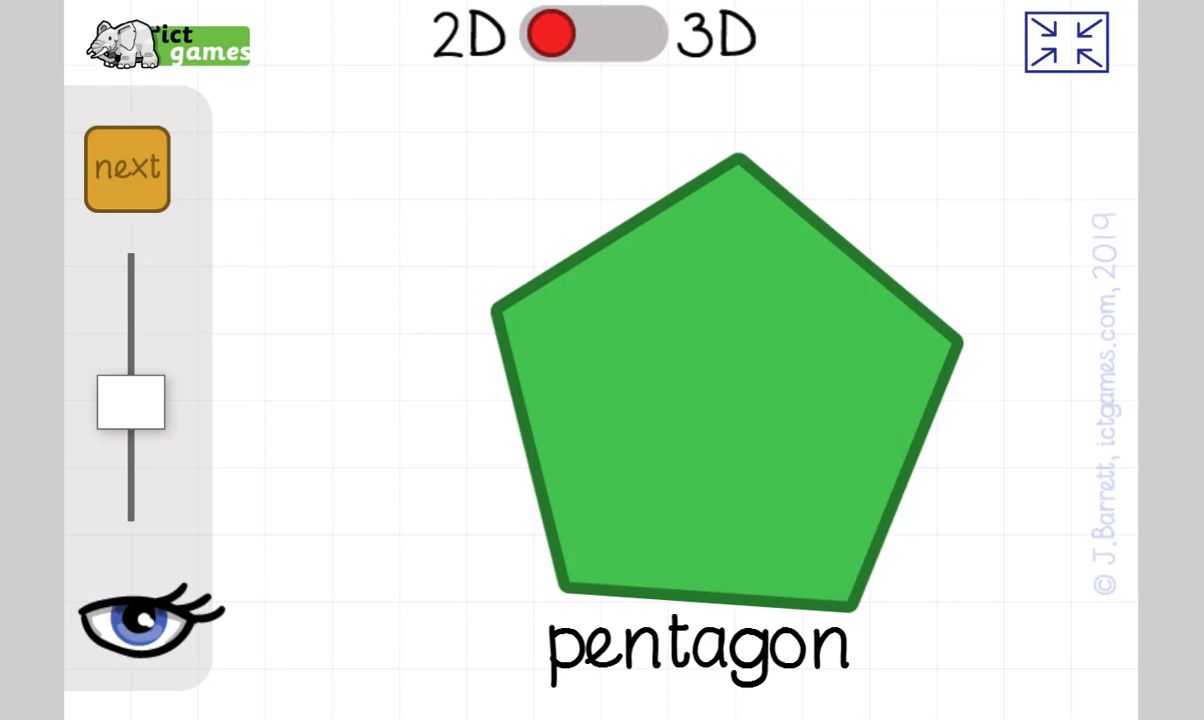 2D 3D
ict
games
next
pentagon
© J.Barrett, ictgames.com, 2019